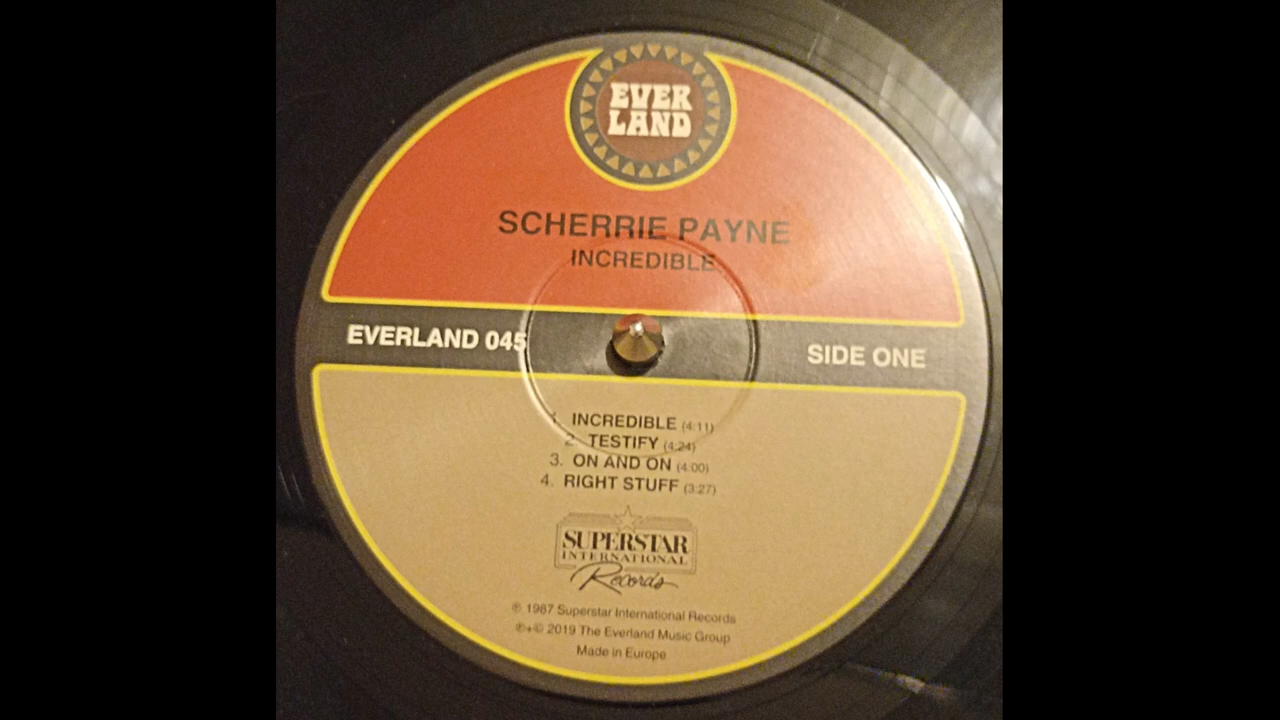 EVER
LAND
SCHERRIE PAYNE
INCREDIBLE
EVERLAND 045
SIDE ONE
1. INCREDIBLE (4:11)
2. TESTIFY (4:24)
3. ON AND ON (4:00)
4. RIGHT STUFF (3:27)
SUPERSTAR
INTERNATIONAL
Records
℗ 1987 Superstar International Records
℗+© 2019 The Everland Music Group
Made in Europe